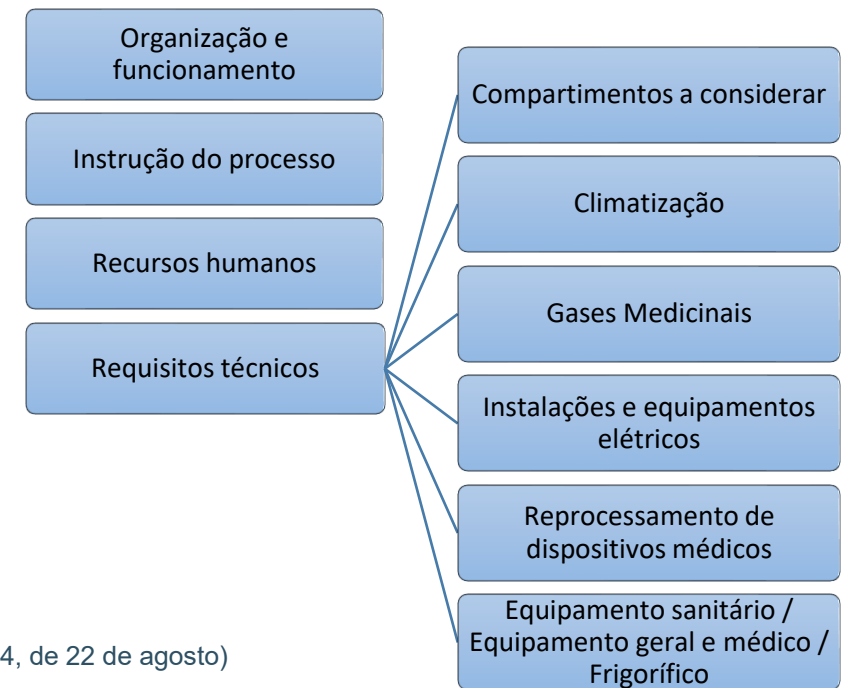 Organização e
funcionamento
Instrução do processo
Recursos humanos
Requisitos técnicos
Compartimentos a considerar
Climatização
Gases Medicinais
Instalações e equipamentos
elétricos
Reprocessamento de
dispositivos médicos
Equipamento sanitário /
Equipamento geral e médico /
Frigorífico
4, de 22 de agosto)